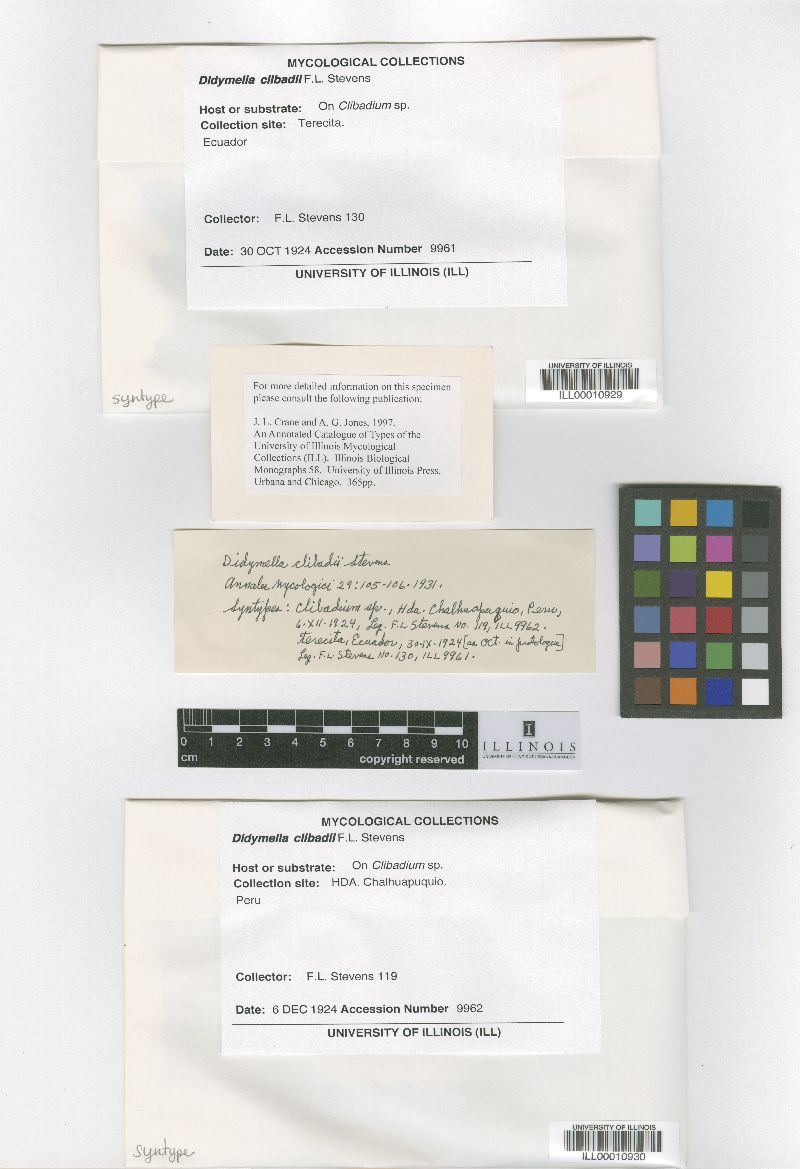 MYCOLOGICAL COLLECTIONS
Didymella clibadii F.L. Stevens
Host or substrate: On Clibadium sp.
Collection site: Terecita.
Ecuador
Collector: F.L. Stevens 130
Date: 30 OCT 1924 Accession Number 9961
UNIVERSITY OF ILLINOIS (ILL)
UNIVERSITY OF ILLINOIS
ILL00010929
syntype
For more detailed information on this specimen
please consult the following publication:
J. L. Crane and A. G. Jones. 1997.
An Annotated Catalogue of Types of the
University of Illinois Mycological
Collections (ILL). Illinois Biological
Monographs 58. University of Illinois Press.
Urbana and Chicago. 365pp.
Didymella clibadii Stevens
Annales Mycologici 29:105-106. 1931.
Syntypes: Clibadium sp., Hda. Chalhuapuquio, Peru,
6.XII.1924, Leg. F.L Stevens No. 119, ILL 9962.
Terecita, Ecuador, 30.IX.1924 [as Oct. in protologue]
Leg. F.L. Stevens No. 130, ILL 9961.
0 1 2 3 4 5 6 7 8 9 10
cm copyright reserved
I
ILLINOIS
UNIVERSITY OF ILLINOIS AT URBANA-CHAMPAIGN
MYCOLOGICAL COLLECTIONS
Didymella clibadii F.L. Stevens
Host or substrate: On Clibadium sp.
Collection site: HDA. Chalhuapuquio.
Peru
Collector: F.L. Stevens 119
Date: 6 DEC 1924 Accession Number 9962
UNIVERSITY OF ILLINOIS (ILL)
UNIVERSITY OF ILLINOIS
ILL00010930
syntype